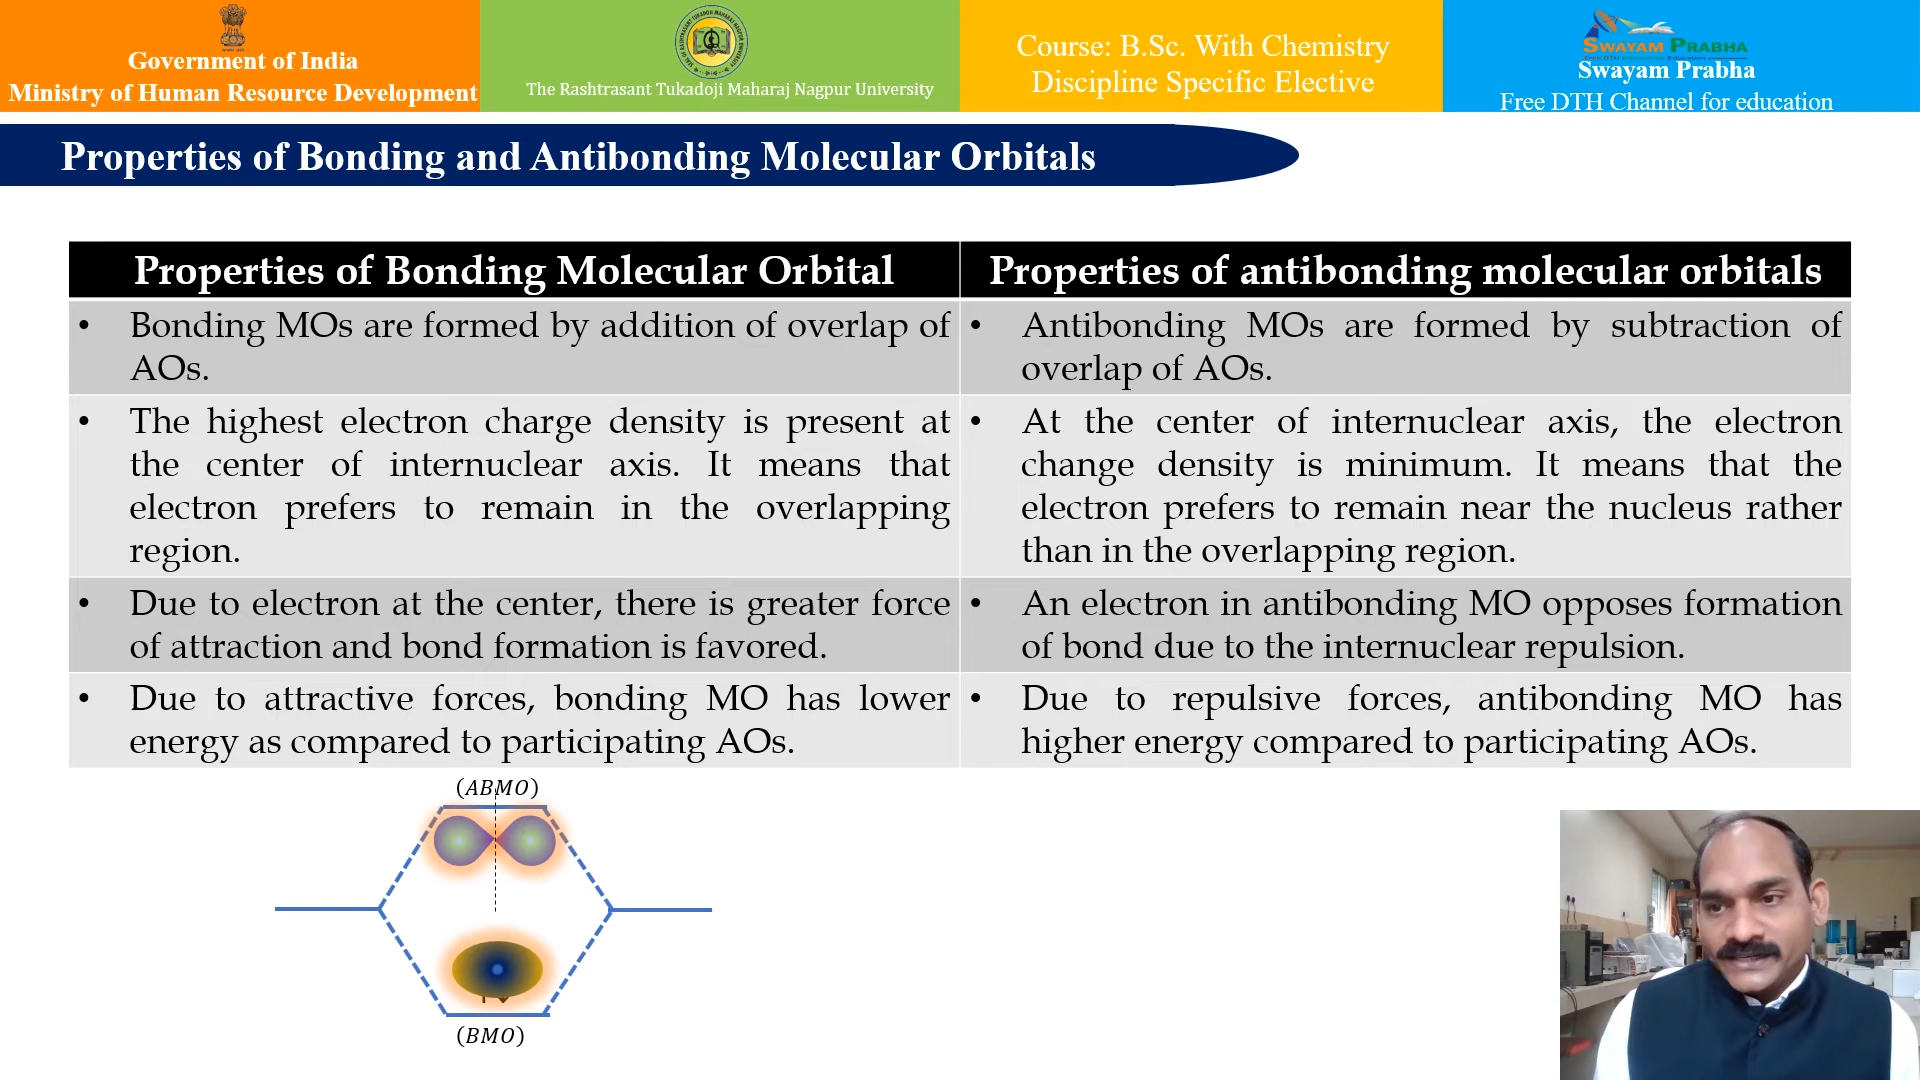 Government of India
Ministry of Human Resource Development
The Rashtrasant Tukadoji Maharaj Nagpur University
Course: B.Sc. With Chemistry
Discipline Specific Elective
SWAYAM PRABHA
Swayam Prabha
Free DTH Channel for education
Properties of Bonding and Antibonding Molecular Orbitals
Properties of Bonding Molecular Orbital
• Bonding MOs are formed by addition of overlap of
AOs.
• The highest electron charge density is present at
the center of internuclear axis. It means that
electron prefers to remain in the overlapping
region.
• Due to electron at the center, there is greater force
of attraction and bond formation is favored.
• Due to attractive forces, bonding MO has lower
energy as compared to participating AOs.
Properties of antibonding molecular orbitals
• Antibonding MOs are formed by subtraction of
overlap of AOs.
• At the center of internuclear axis, the electron
change density is minimum. It means that the
electron prefers to remain near the nucleus rather
than in the overlapping region.
• An electron in antibonding MO opposes formation
of bond due to the internuclear repulsion.
• Due to repulsive forces, antibonding MO has
higher energy compared to participating AOs.
(ABMO)
(BMO)